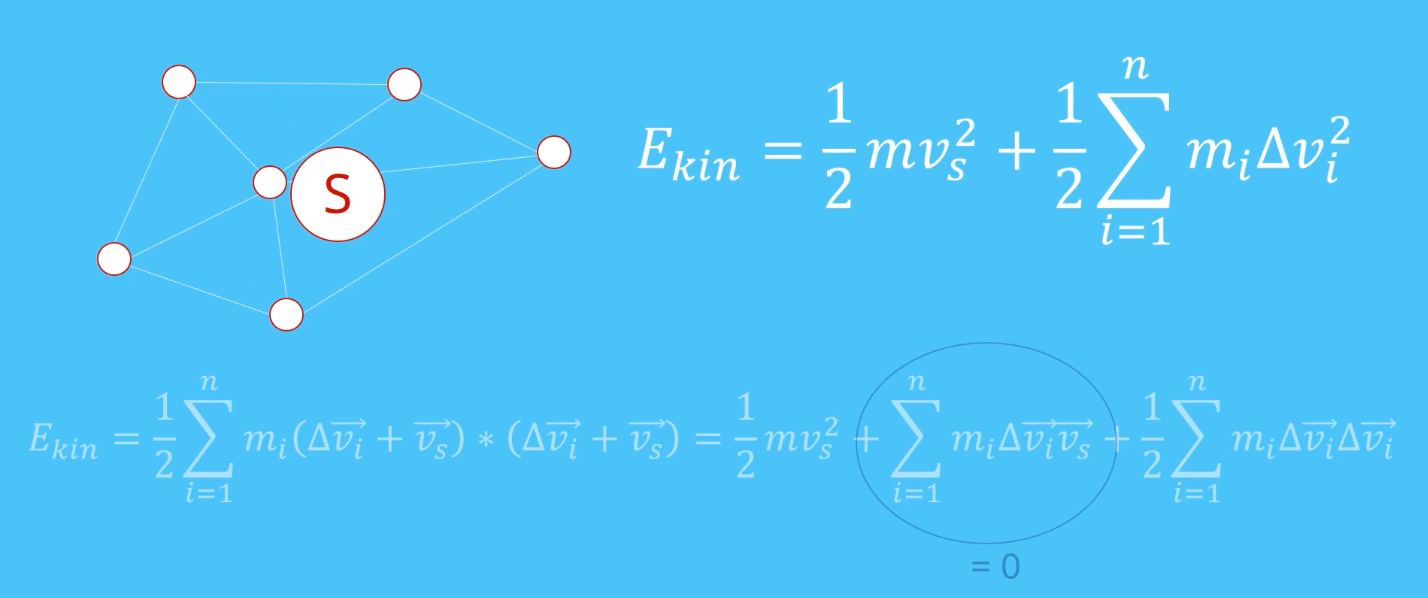 S
E_{kin} = \frac{1}{2} m v_s^2 + \frac{1}{2} \sum_{i=1}^{n} m_i \Delta v_i^2
E_{kin} = \frac{1}{2} \sum_{i=1}^{n} m_i (\Delta \vec{v_i} + \vec{v_s}) * (\Delta \vec{v_i} + \vec{v_s}) = \frac{1}{2} m v_s^2 + \sum_{i=1}^{n} m_i \Delta \vec{v_i} \vec{v_s} + \frac{1}{2} \sum_{i=1}^{n} m_i \Delta \vec{v_i} \Delta \vec{v_i}
= 0